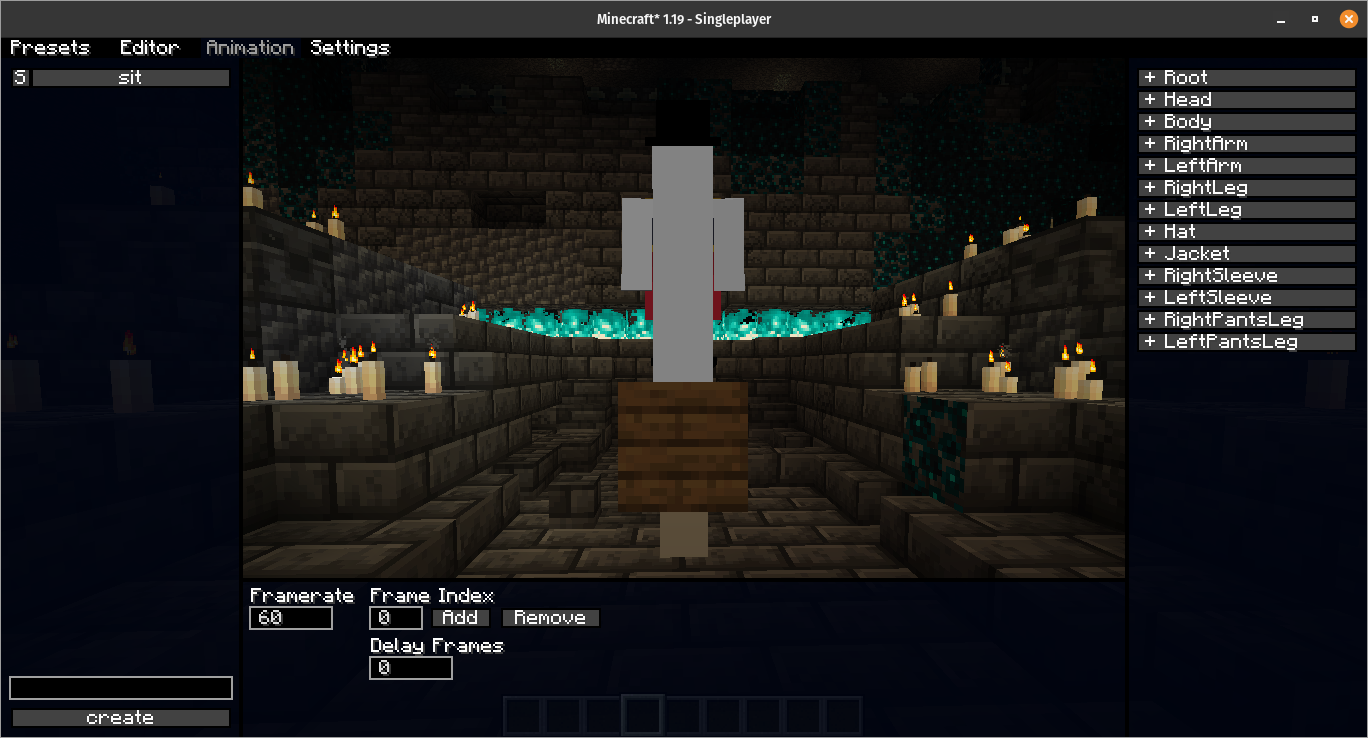 Minecraft* 1.19 - Singleplayer
Presets Editor Animation Settings
S sit
+ Root
+ Head
+ Body
+ RightArm
+ LeftArm
+ RightLeg
+ LeftLeg
+ Hat
+ Jacket
+ RightSleeve
+ LeftSleeve
+ RightPantsLeg
+ LeftPantsLeg
Framerate Frame Index
60 0 Add Remove
Delay Frames
0
create